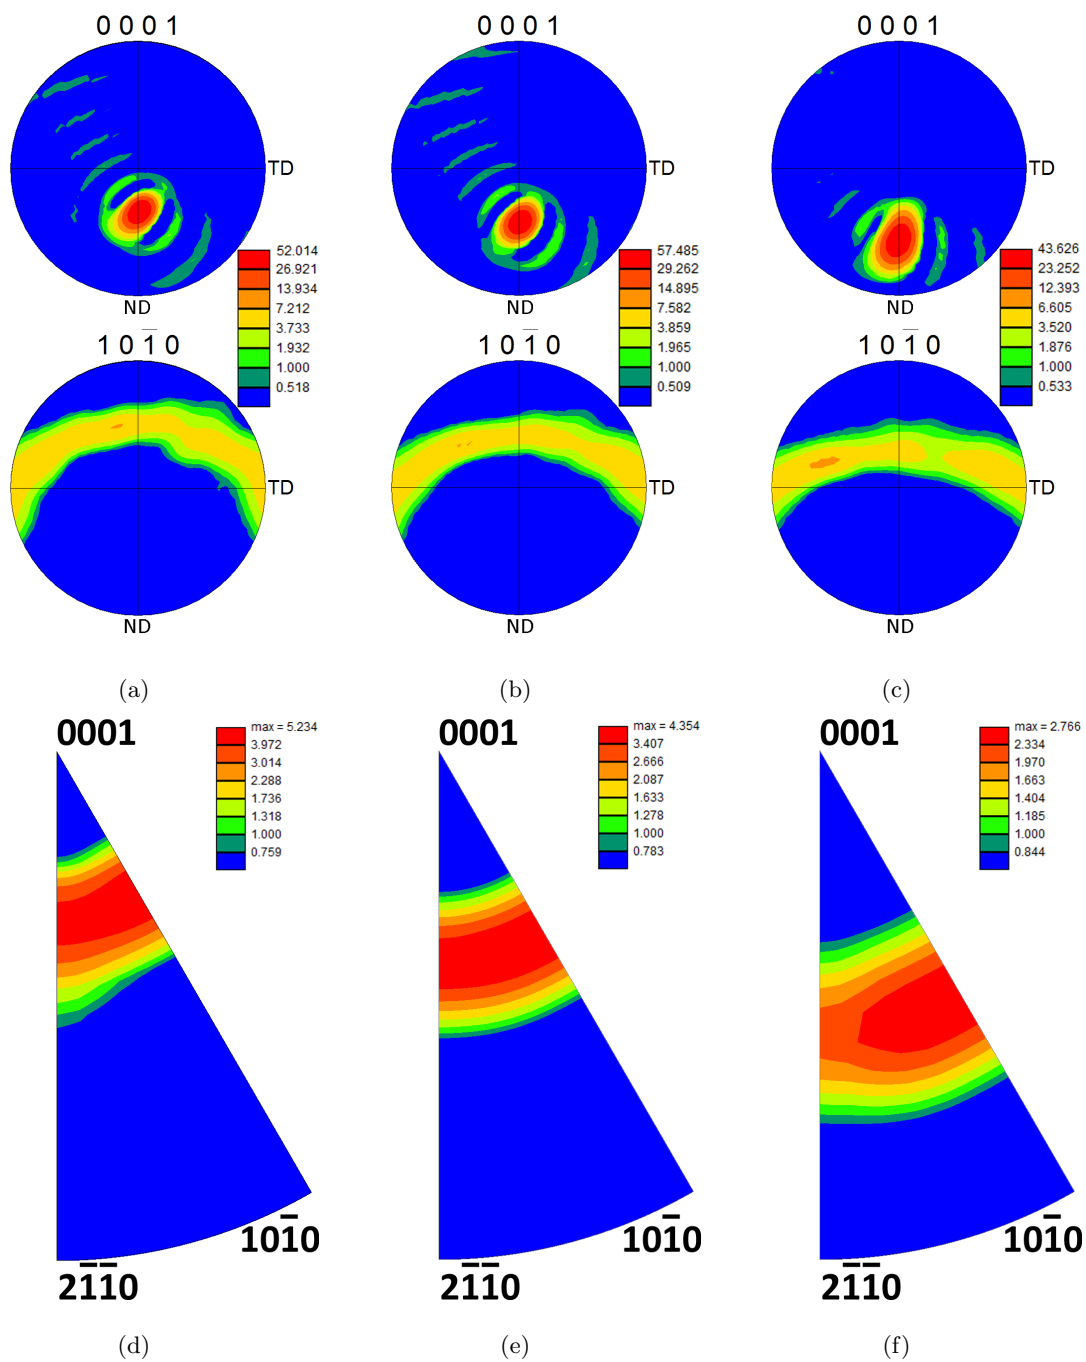 0 0 0 1
0 0 0 1
0 0 0 1
TD
TD
TD
ND
ND
ND
52.014
26.921
13.934
7.212
3.733
1.932
1.000
0.518
57.485
29.262
14.895
7.582
3.859
1.965
1.000
0.509
43.626
23.252
12.393
6.605
3.520
1.876
1.000
0.533
1 0 1̅ 0
1 0 1̅ 0
1 0 1̅ 0
TD
TD
TD
ND
ND
ND
(a)
(b)
(c)
0001
max = 5.234
3.972
3.014
2.288
1.736
1.318
1.000
0.759
101̅0
21̅1̅0
0001
max = 4.354
3.407
2.666
2.087
1.633
1.278
1.000
0.783
101̅0
21̅1̅0
0001
max = 2.766
2.334
1.970
1.663
1.404
1.185
1.000
0.844
101̅0
21̅1̅0
(d)
(e)
(f)